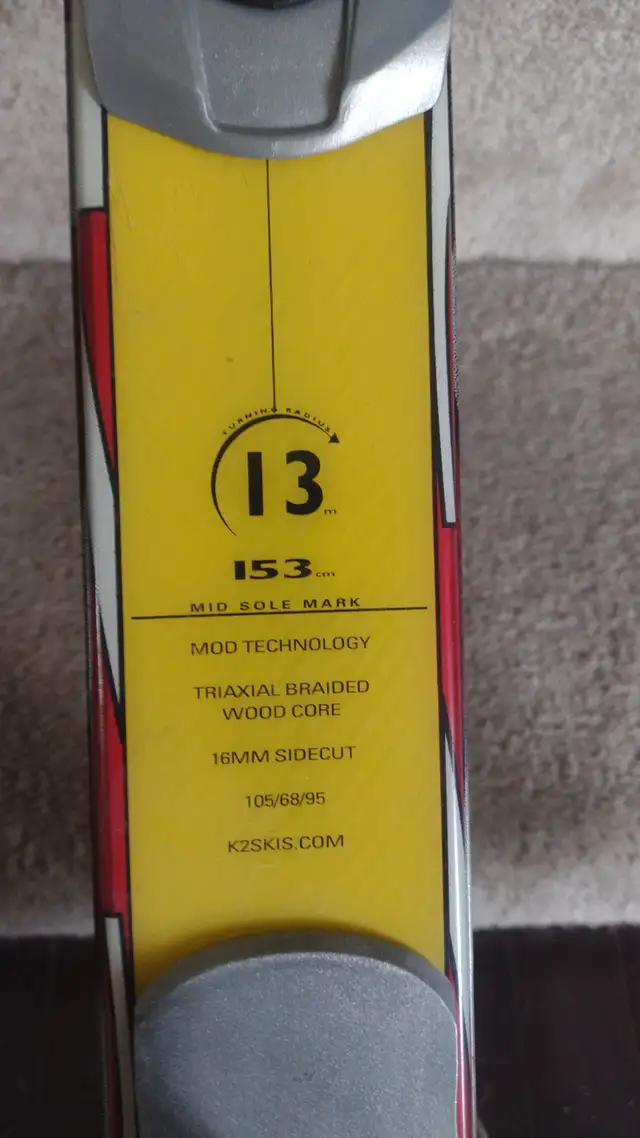 TURNING RADIUS
13m
153cm
MID SOLE MARK
MOD TECHNOLOGY
TRIAXIAL BRAIDED
WOOD CORE
16MM SIDECUT
105/68/95
K2SKIS.COM